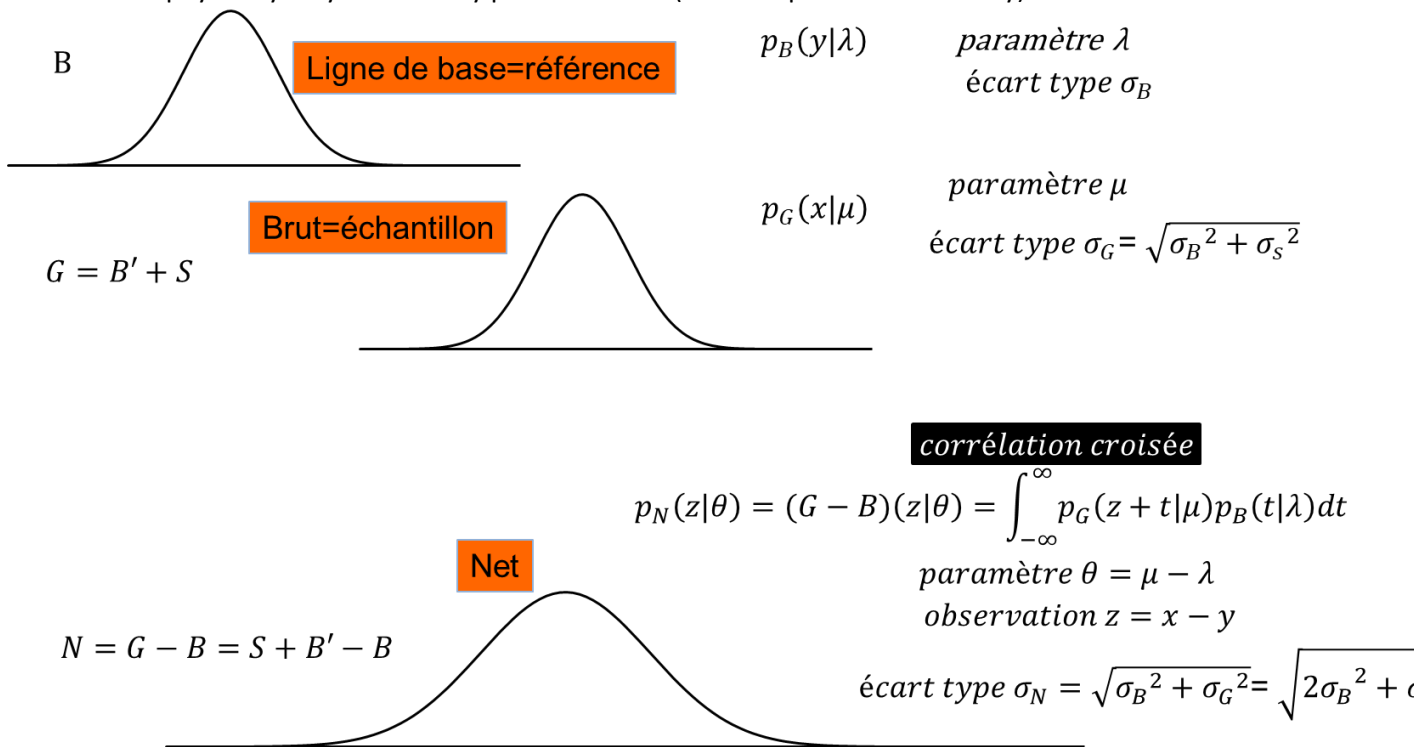 B
Ligne de base=référence
p_B(y|λ)
paramètre λ
écart type σ_B
Brut=échantillon
p_G(x|μ)
paramètre μ
écart type σ_G= √(σ_B² + σ_s²)
G = B′ + S
corrélation croisée
p_N(z|θ) = (G − B)(z|θ) = ∫_{−∞}^{∞} p_G(z + t|μ)p_B(t|λ)dt
Net
paramètre θ = μ − λ
observation z = x − y
N = G − B = S + B′ − B
écart type σ_N = √(σ_B² + σ_G²)= √(2σ_B² +